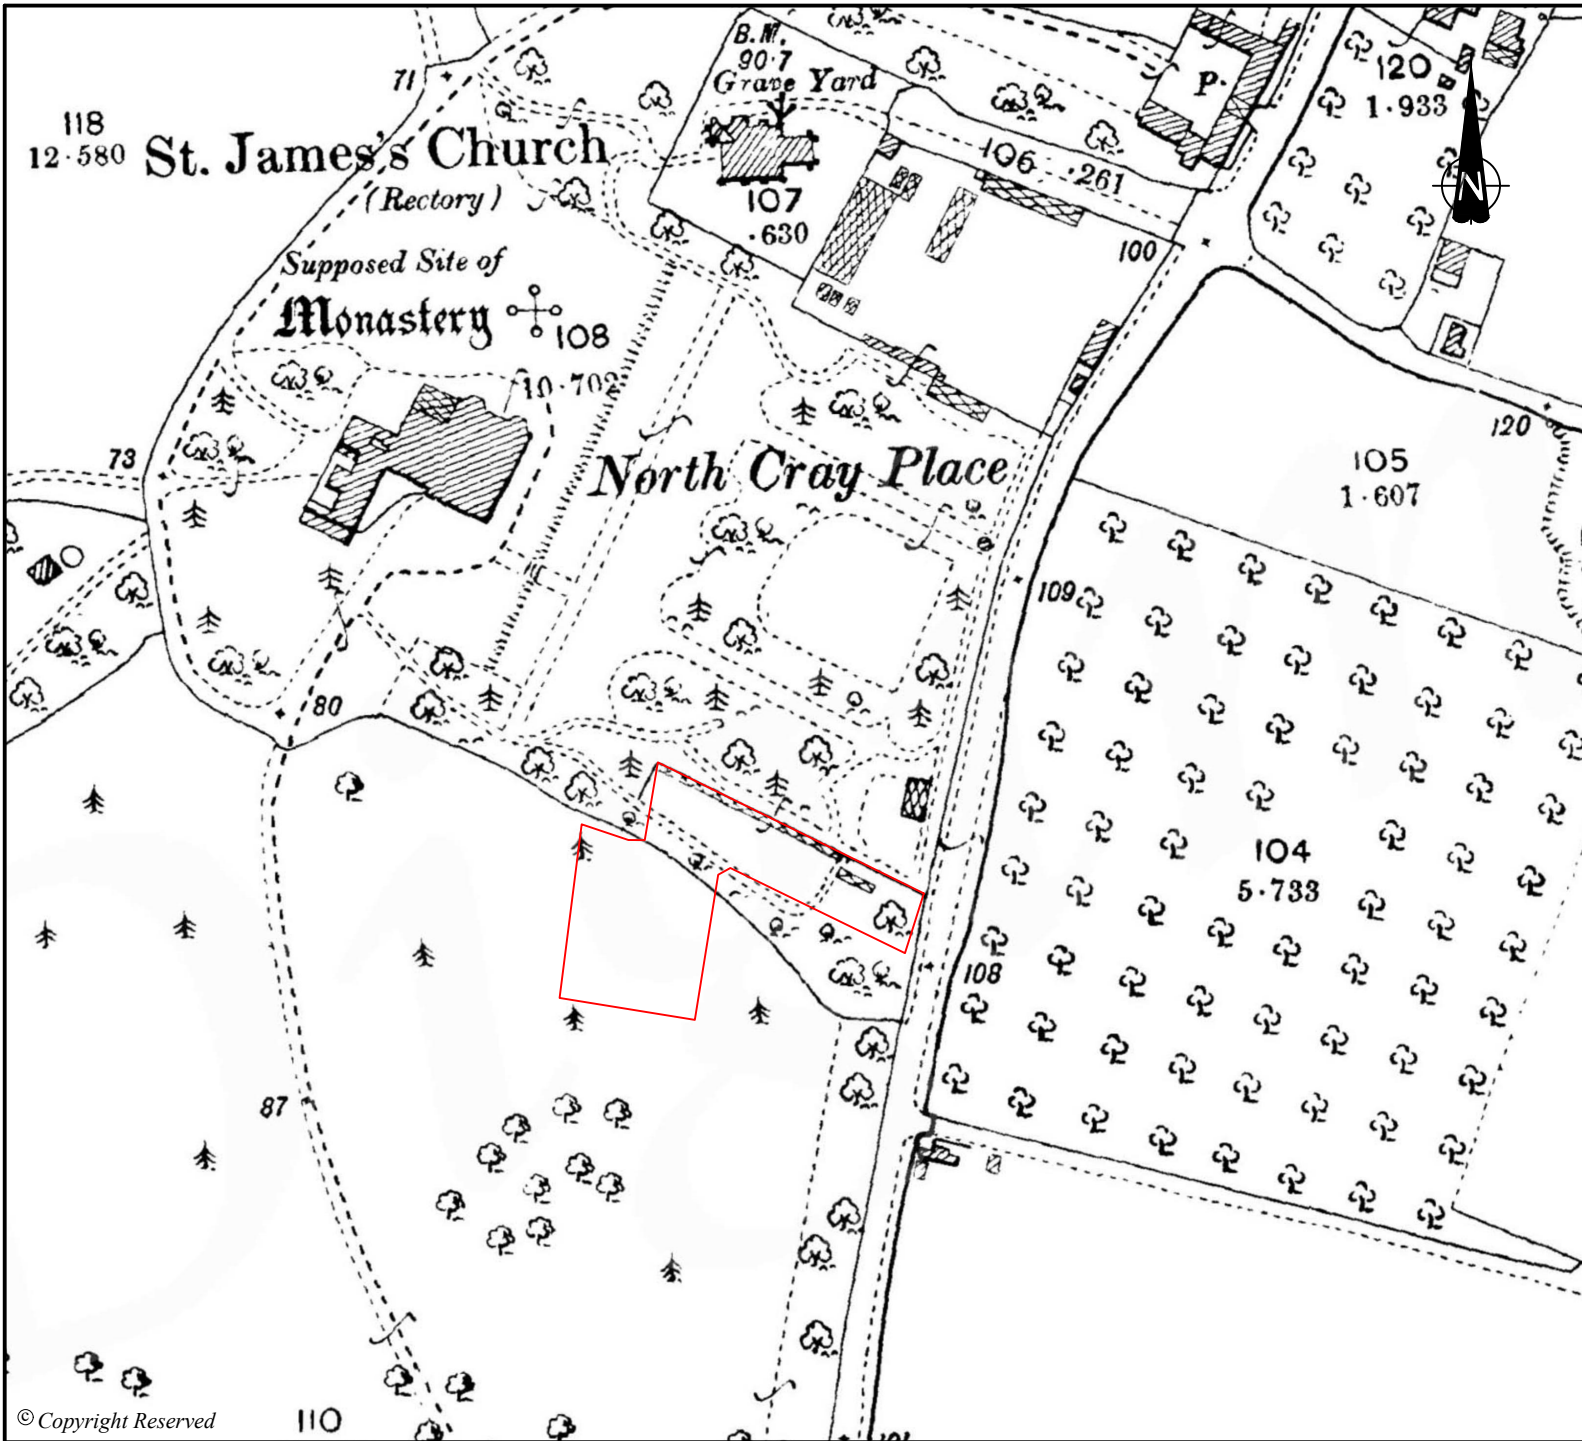 B.M.
90·7
Grave Yard
P.
120
1·933
71
118
12·580
St. James's Church
(Rectory)
107
·630
106
·261
N
100
Supposed Site of
Monastery
108
10·702
73
North Cray Place
105
1·607
120
109
80
104
5·733
108
87
110
© Copyright Reserved